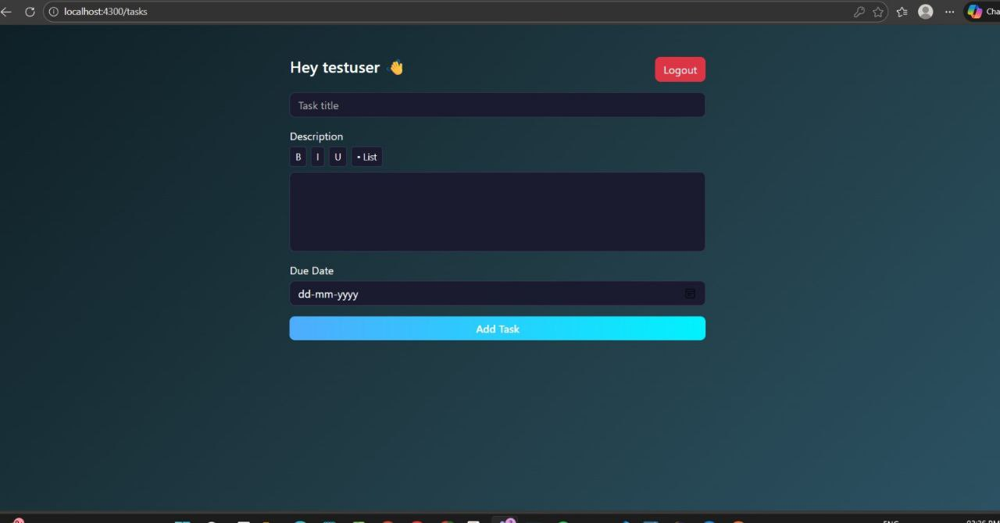 localhost:4300/tasks
Hey testuser 👋
Logout
Task title
Description
B I U • List
Due Date
dd-mm-yyyy
Add Task